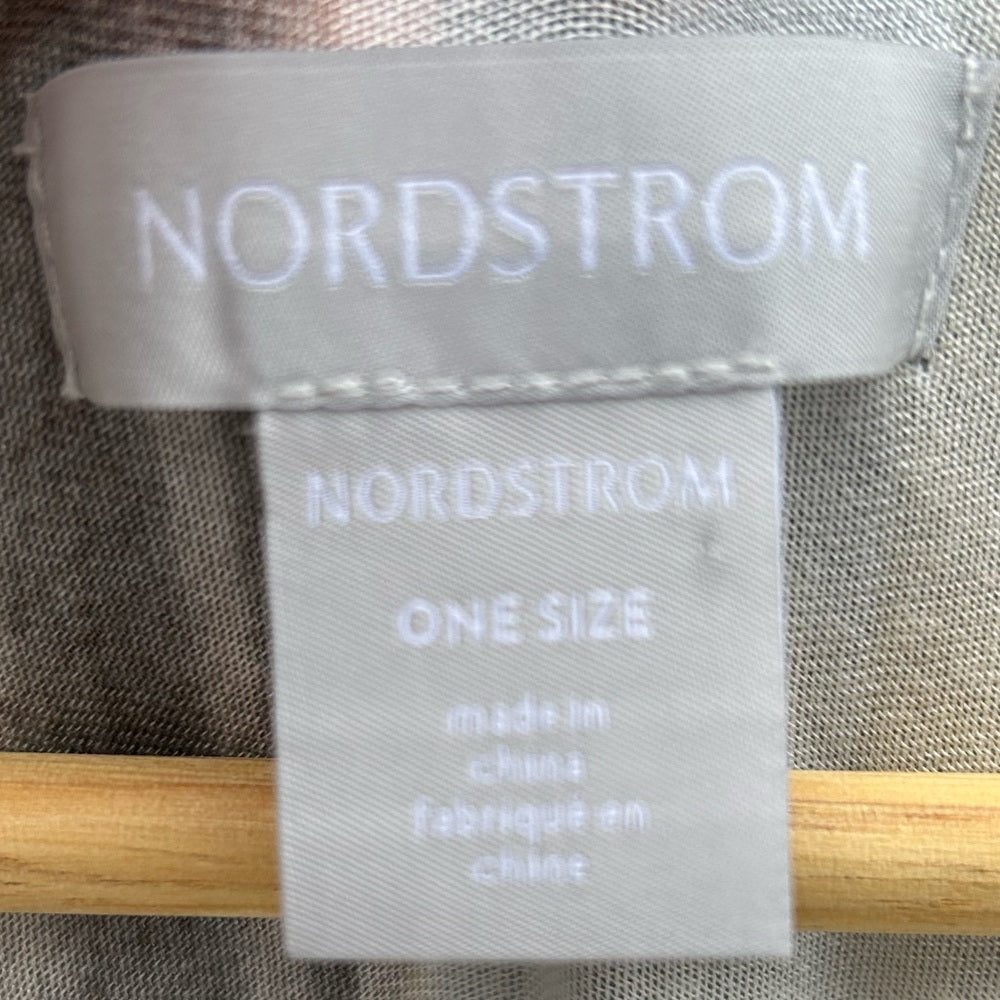 NORDSTROM
NORDSTROM
ONE SIZE
made in
china
fabriqué en
chine